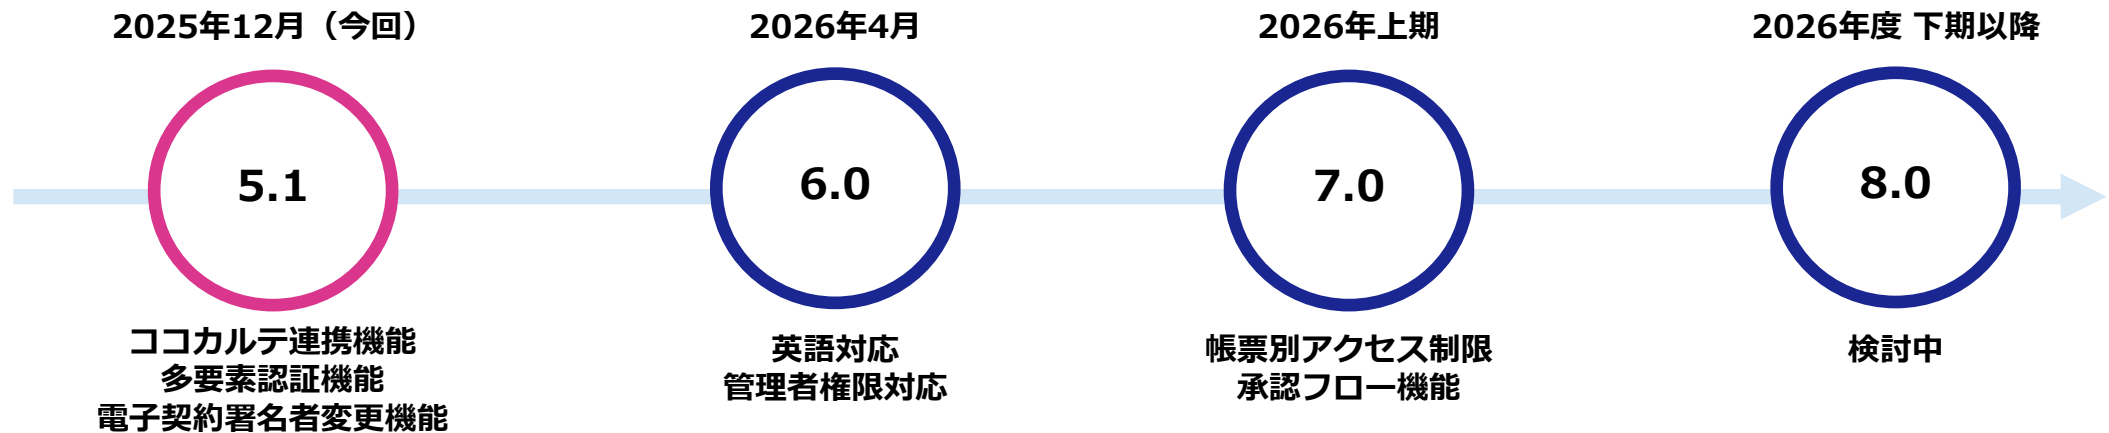 2025年12月（今回）
5.1
ココカルテ連携機能
多要素認証機能
電子契約署名者変更機能
2026年4月
6.0
英語対応
管理者権限対応
2026年上期
7.0
帳票別アクセス制限
承認フロー機能
2026年度 下期以降
8.0
検討中